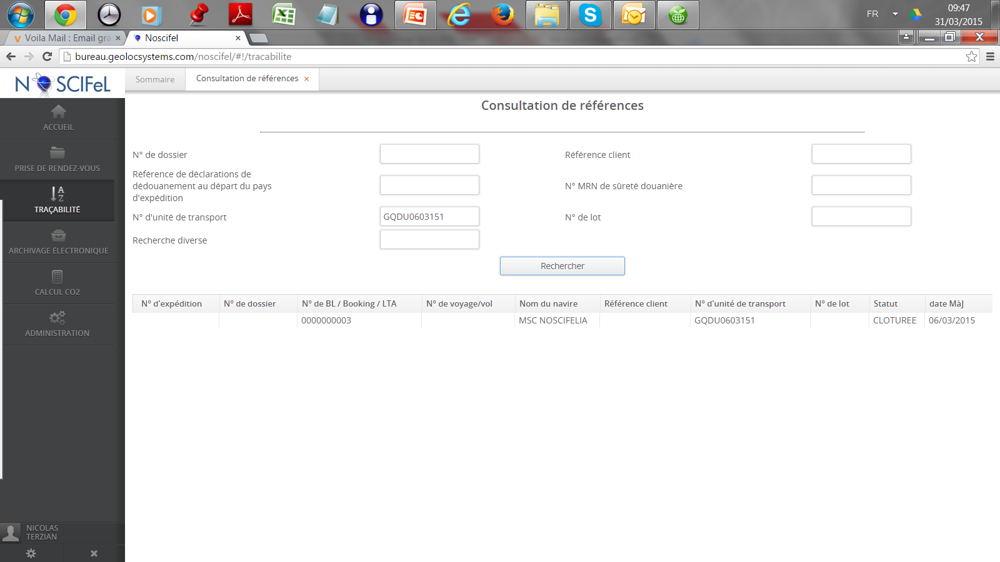 FR
09:47
31/03/2015
Voila Mail : Email gra
Noscifel
bureau.geolocsystems.com/noscifel/#!/tracabilite
NOSCIFeL
Sommaire
Consultation de références
ACCUEIL
PRISE DE RENDEZ-VOUS
TRAÇABILITÉ
ARCHIVAGE ÉLECTRONIQUE
CALCUL CO2
ADMINISTRATION
NICOLAS
TERZIAN
Consultation de références
N° de dossier
Référence client
Référence de déclarations de
dédouanement au départ du pays
d'expédition
N° MRN de sûreté douanière
N° d'unité de transport
GQDU0603151
N° de lot
Recherche diverse
Rechercher
N° d'expédition N° de dossier N° de BL / Booking / LTA N° de voyage/vol Nom du navire Référence client N° d'unité de transport N° de lot Statut date MàJ
0000000003 MSC NOSCIFELIA GQDU0603151 CLOTUREE 06/03/2015